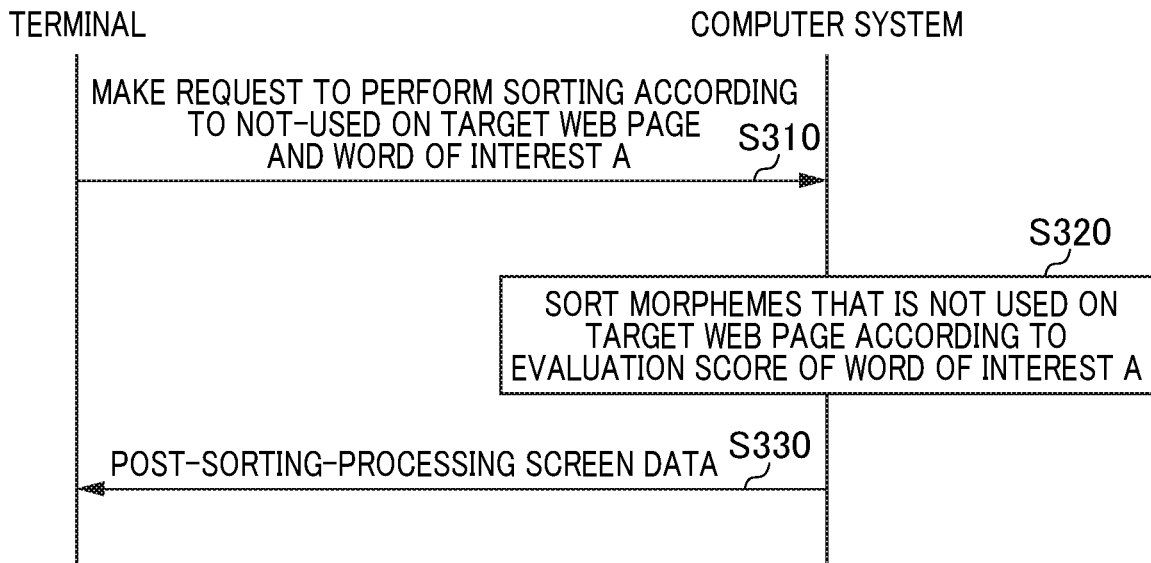 TERMINAL
COMPUTER SYSTEM
MAKE REQUEST TO PERFORM SORTING ACCORDING
TO NOT-USED ON TARGET WEB PAGE
AND WORD OF INTEREST A
S310
S320
SORT MORPHEMES THAT IS NOT USED ON
TARGET WEB PAGE ACCORDING TO
EVALUATION SCORE OF WORD OF INTEREST A
POST-SORTING-PROCESSING SCREEN DATA
S330